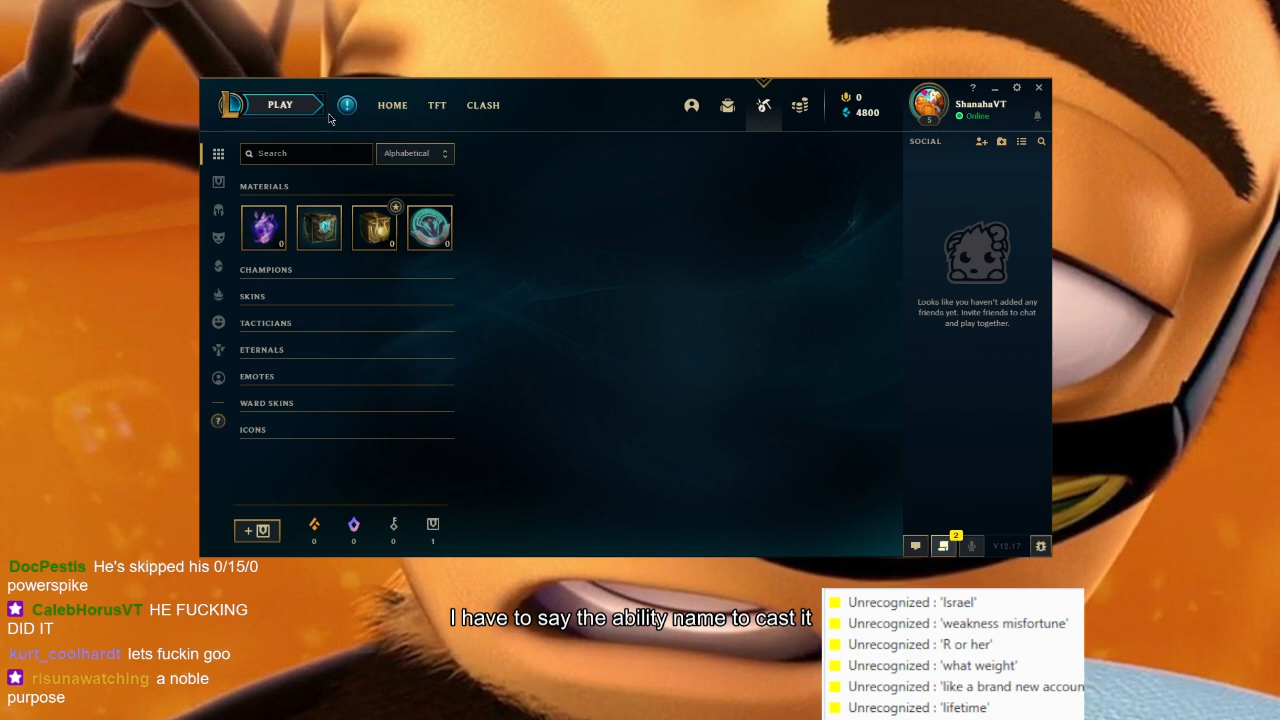 PLAY
HOME
TFT
CLASH
0
4800
5
ShanahaVT
Online
?
Search
Alphabetical
SOCIAL
MATERIALS
0
0
0
CHAMPIONS
SKINS
TACTICIANS
ETERNALS
EMOTES
WARD SKINS
ICONS
?
Looks like you haven't added any
friends yet. Invite friends to chat
and play together.
+
0
0
0
1
2
V12.17
DocPestis He's skipped his 0/15/0
powerspike
CalebHorusVT HE FUCKING
DID IT
kurt_coolhardt lets fuckin goo
risunawatching a noble
purpose
I have to say the ability name to cast it
Unrecognized : 'Israel'
Unrecognized : 'weakness misfortune'
Unrecognized : 'R or her'
Unrecognized : 'what weight'
Unrecognized : 'like a brand new accoun
Unrecognized : 'lifetime'